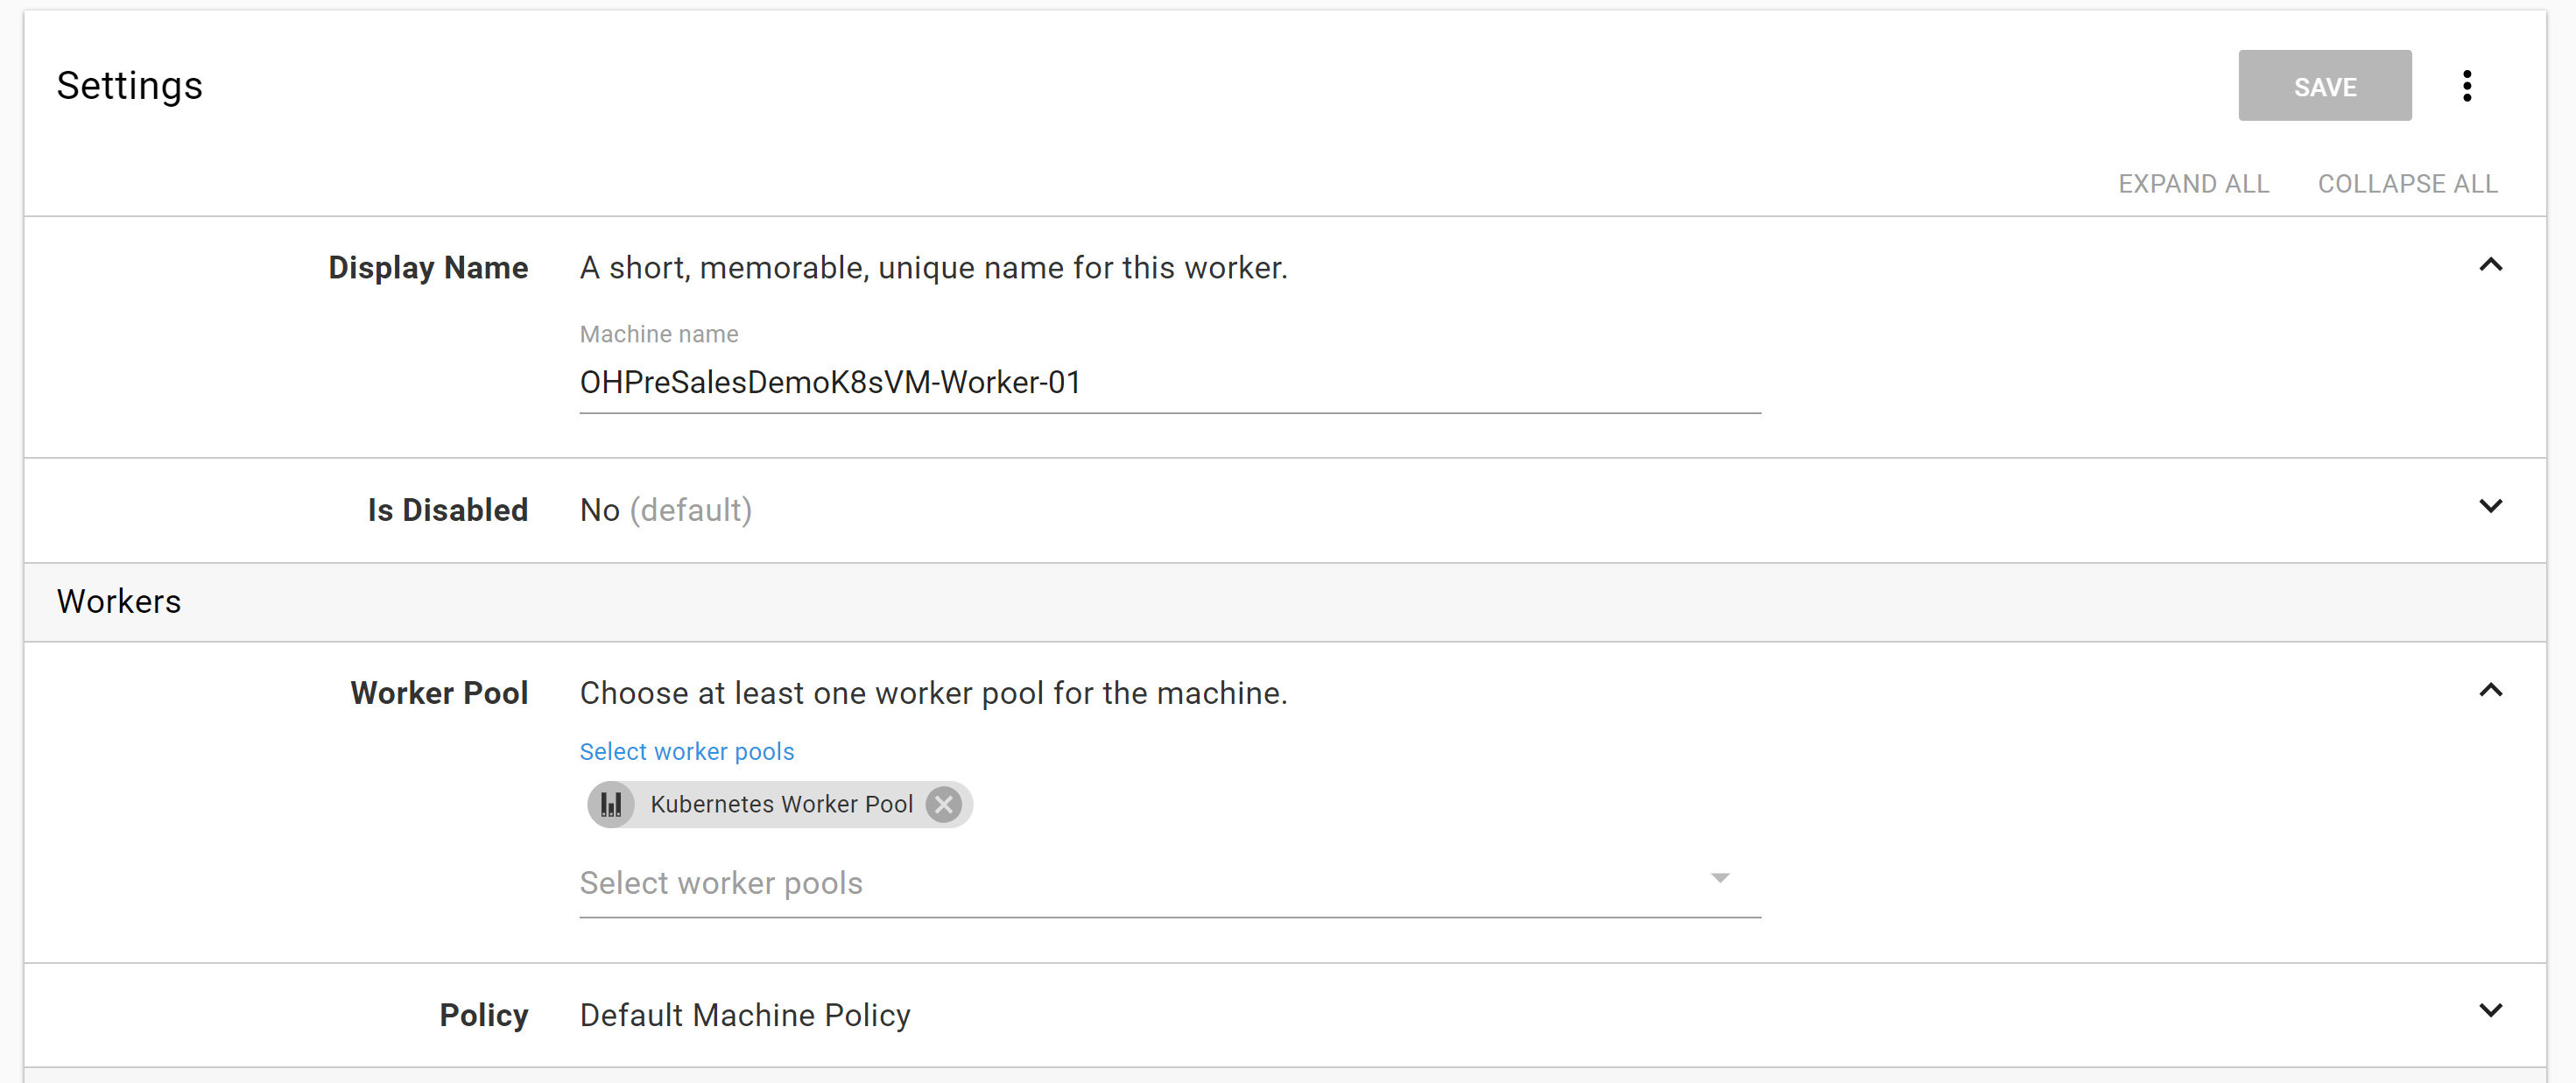 Settings
SAVE
EXPAND ALL COLLAPSE ALL
Display Name A short, memorable, unique name for this worker.
Machine name
OHPreSalesDemoK8sVM-Worker-01
Is Disabled No (default)
Workers
Worker Pool Choose at least one worker pool for the machine.
Select worker pools
Kubernetes Worker Pool
Select worker pools
Policy Default Machine Policy